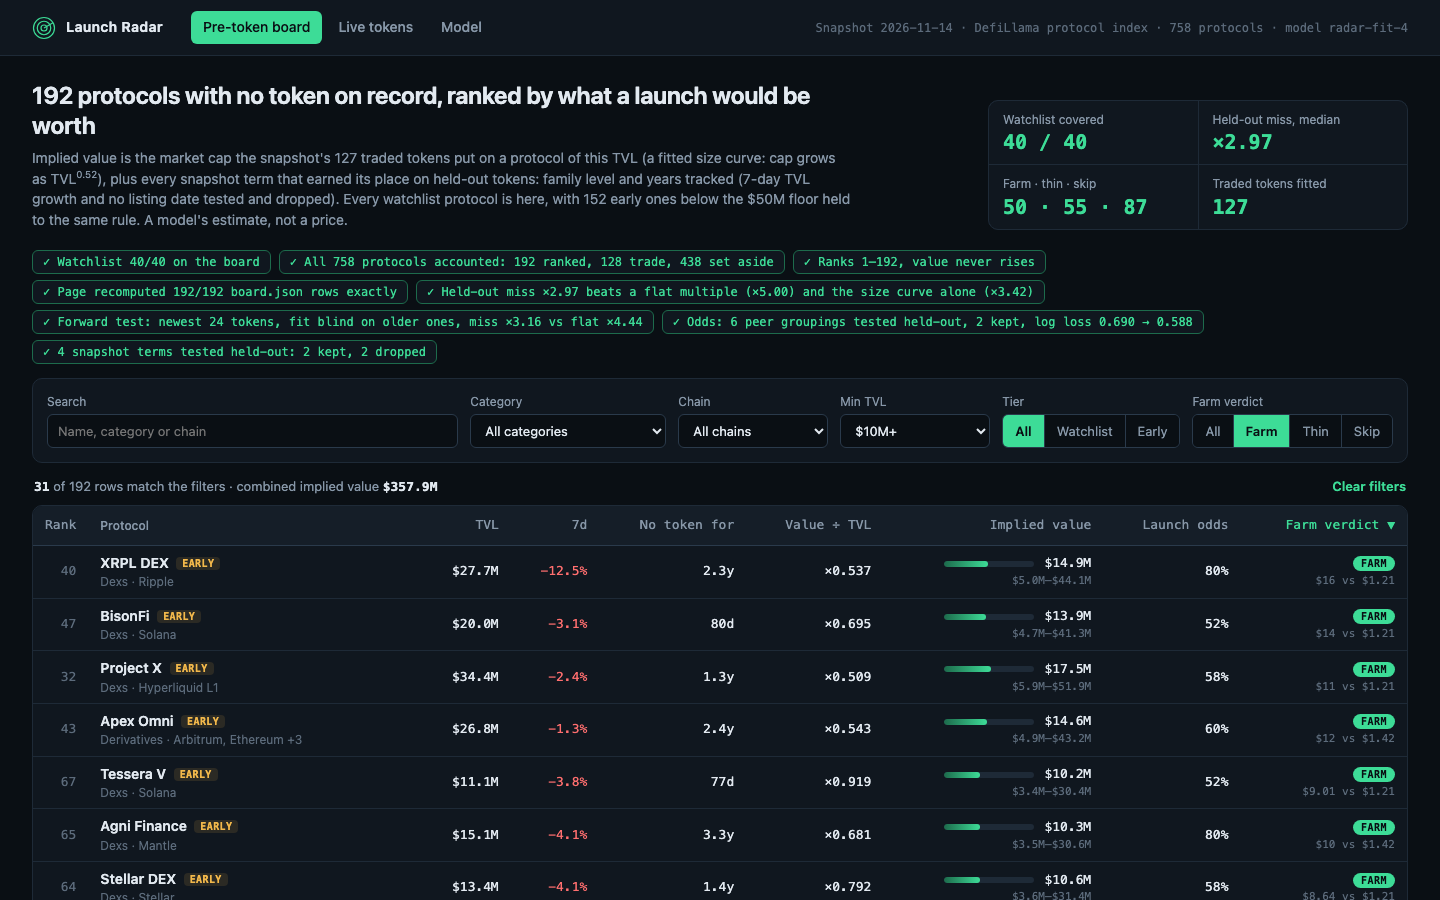 Launch Radar
Pre-token board
Live tokens
Model
Snapshot 2026-11-14 · DefiLlama protocol index · 758 protocols · model radar-fit-4
192 protocols with no token on record, ranked by what a launch would be
worth
Implied value is the market cap the snapshot's 127 traded tokens put on a protocol of this TVL (a fitted size curve: cap grows
as TVL0.52), plus every snapshot term that earned its place on held-out tokens: family level and years tracked (7-day TVL
growth and no listing date tested and dropped). Every watchlist protocol is here, with 152 early ones below the $50M floor held
to the same rule. A model's estimate, not a price.
Watchlist covered
40 / 40
Held-out miss, median
×2.97
Farm · thin · skip
50 · 55 · 87
Traded tokens fitted
127
✓ Watchlist 40/40 on the board
✓ All 758 protocols accounted: 192 ranked, 128 trade, 438 set aside
✓ Ranks 1–192, value never rises
✓ Page recomputed 192/192 board.json rows exactly
✓ Held-out miss ×2.97 beats a flat multiple (×5.00) and the size curve alone (×3.42)
✓ Forward test: newest 24 tokens, fit blind on older ones, miss ×3.16 vs flat ×4.44
✓ Odds: 6 peer groupings tested held-out, 2 kept, log loss 0.690 → 0.588
✓ 4 snapshot terms tested held-out: 2 kept, 2 dropped
Search
Name, category or chain
Category
All categories
Chain
All chains
Min TVL
$10M+
Tier
All Watchlist Early
Farm verdict
All Farm Thin Skip
31 of 192 rows match the filters · combined implied value $357.9M
Clear filters
Rank Protocol TVL 7d No token for Value ÷ TVL Implied value Launch odds Farm verdict ▼
40 XRPL DEX EARLY $27.7M −12.5% 2.3y ×0.537 $14.9M 80% FARM
Dexs · Ripple $5.0M–$44.1M $16 vs $1.21
47 BisonFi EARLY $20.0M −3.1% 80d ×0.695 $13.9M 52% FARM
Dexs · Solana $4.7M–$41.3M $14 vs $1.21
32 Project X EARLY $34.4M −2.4% 1.3y ×0.509 $17.5M 58% FARM
Dexs · Hyperliquid L1 $5.9M–$51.9M $11 vs $1.21
43 Apex Omni EARLY $26.8M −1.3% 2.4y ×0.543 $14.6M 60% FARM
Derivatives · Arbitrum, Ethereum +3 $4.9M–$43.2M $12 vs $1.42
67 Tessera V EARLY $11.1M −3.8% 77d ×0.919 $10.2M 52% FARM
Dexs · Solana $3.4M–$30.4M $9.01 vs $1.21
65 Agni Finance EARLY $15.1M −4.1% 3.3y ×0.681 $10.3M 80% FARM
Dexs · Mantle $3.5M–$30.6M $10 vs $1.42
64 Stellar DEX EARLY $13.4M −4.1% 1.4y ×0.792 $10.6M 58% FARM
Dexs · Stellar $3.6M–$31.4M $8.64 vs $1.21